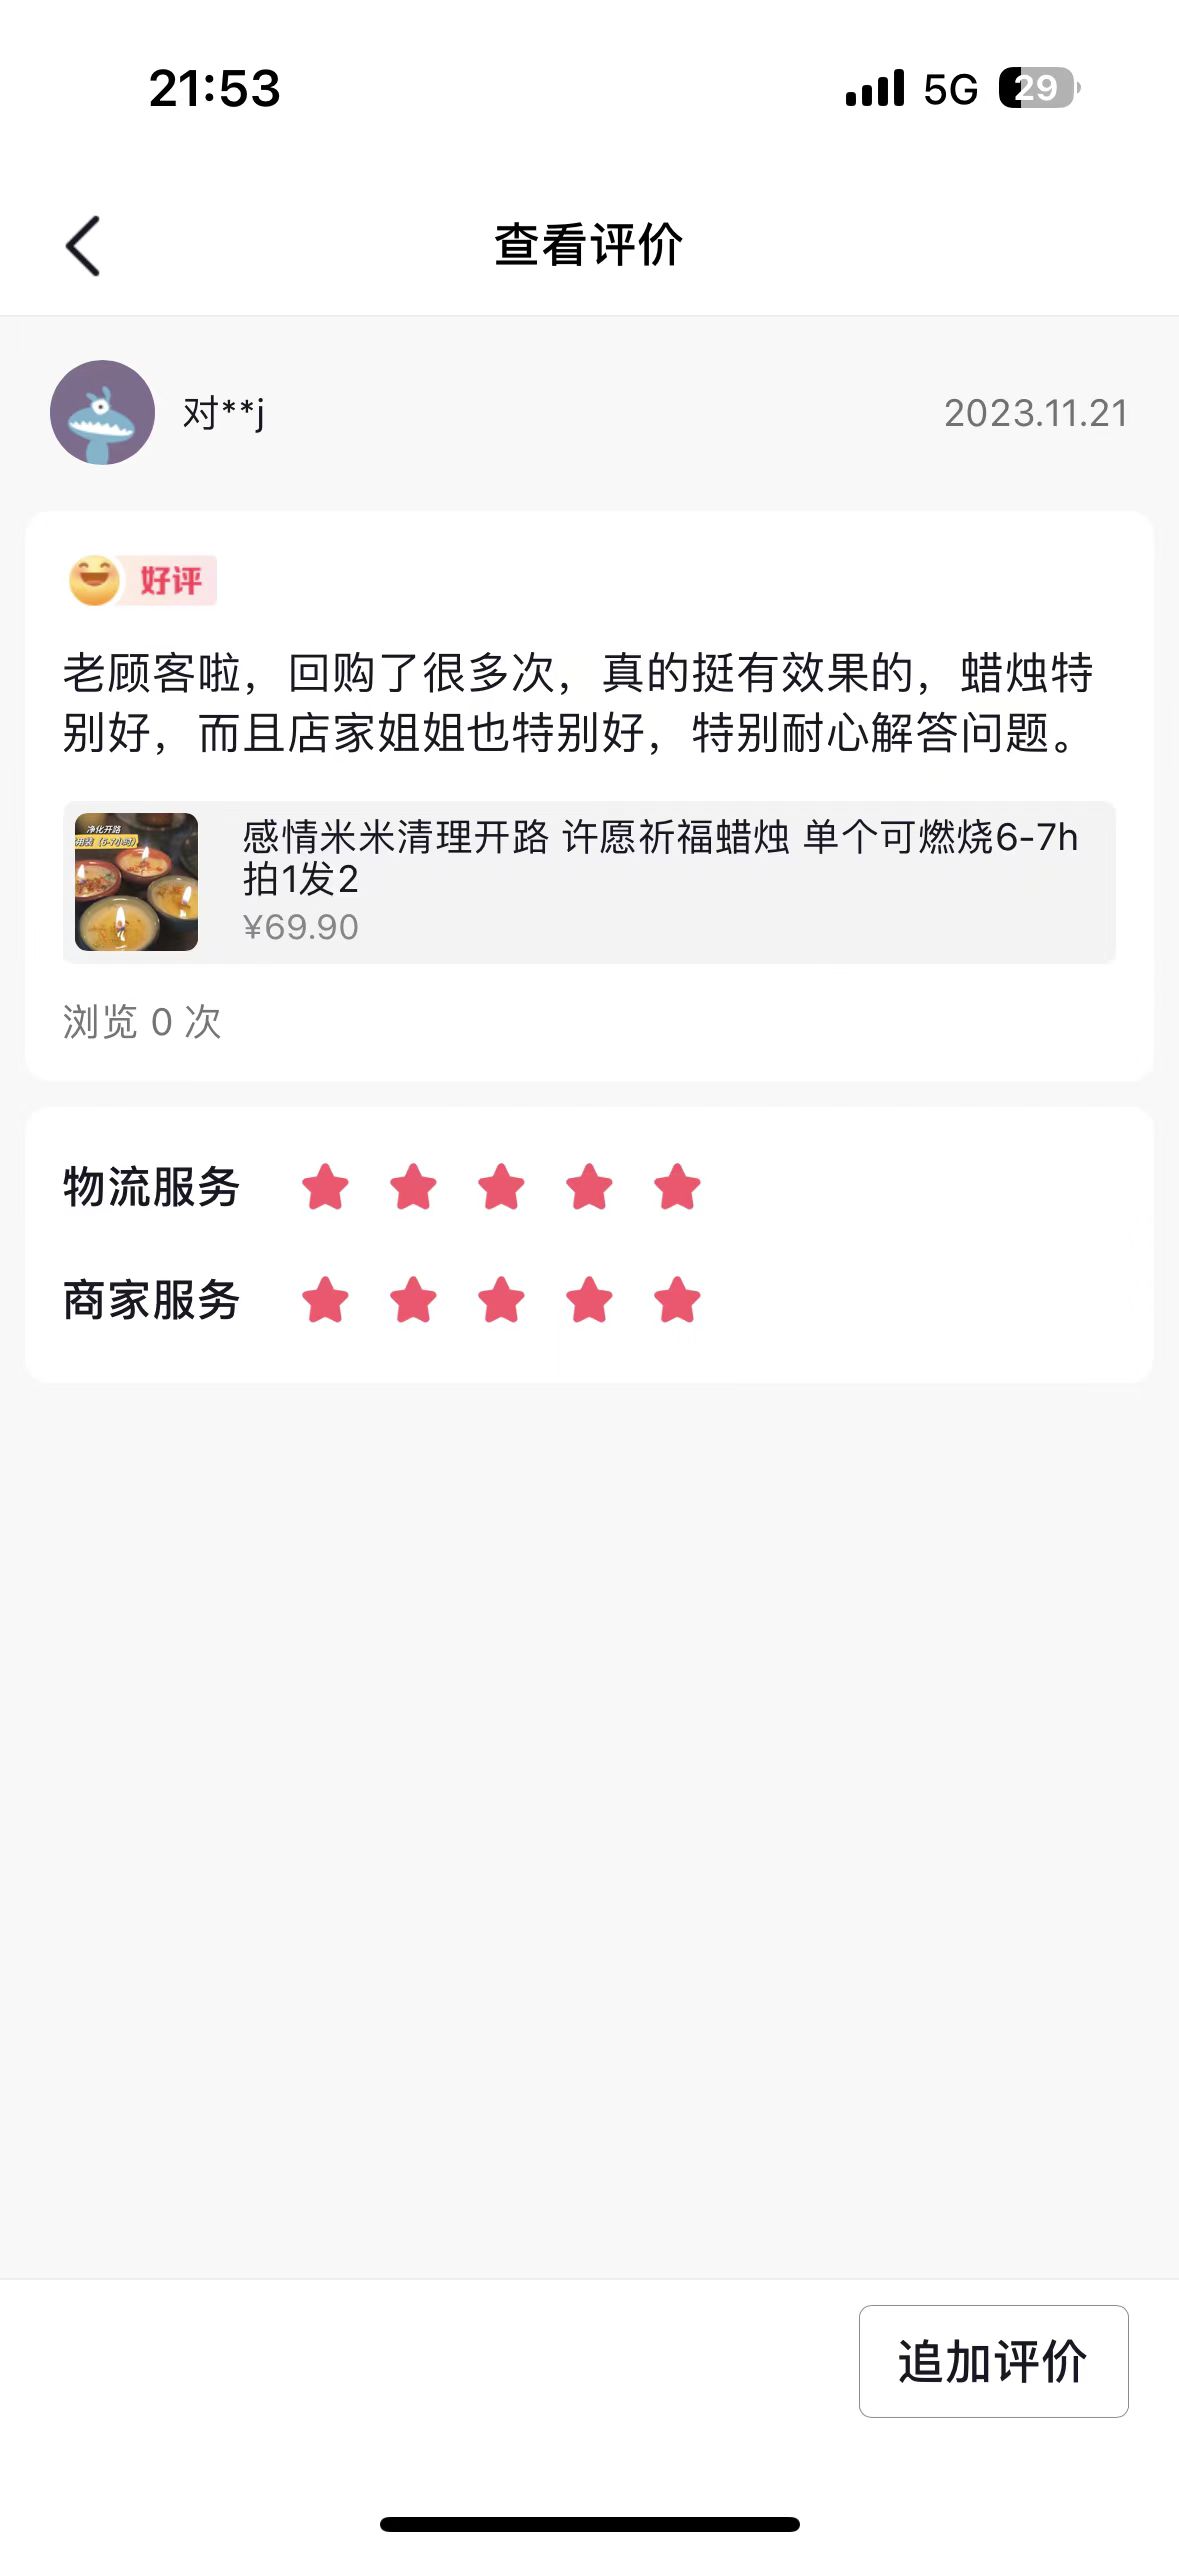 21:53
5G 29
查看评价
对**j
2023.11.21
好评
老顾客啦，回购了很多次，真的挺有效果的，蜡烛特
别好，而且店家姐姐也特别好，特别耐心解答问题。
净化开路
感情米米清理开路 许愿祈福蜡烛 单个可燃烧6-7h
拍1发2
¥69.90
浏览 0 次
物流服务
商家服务
追加评价